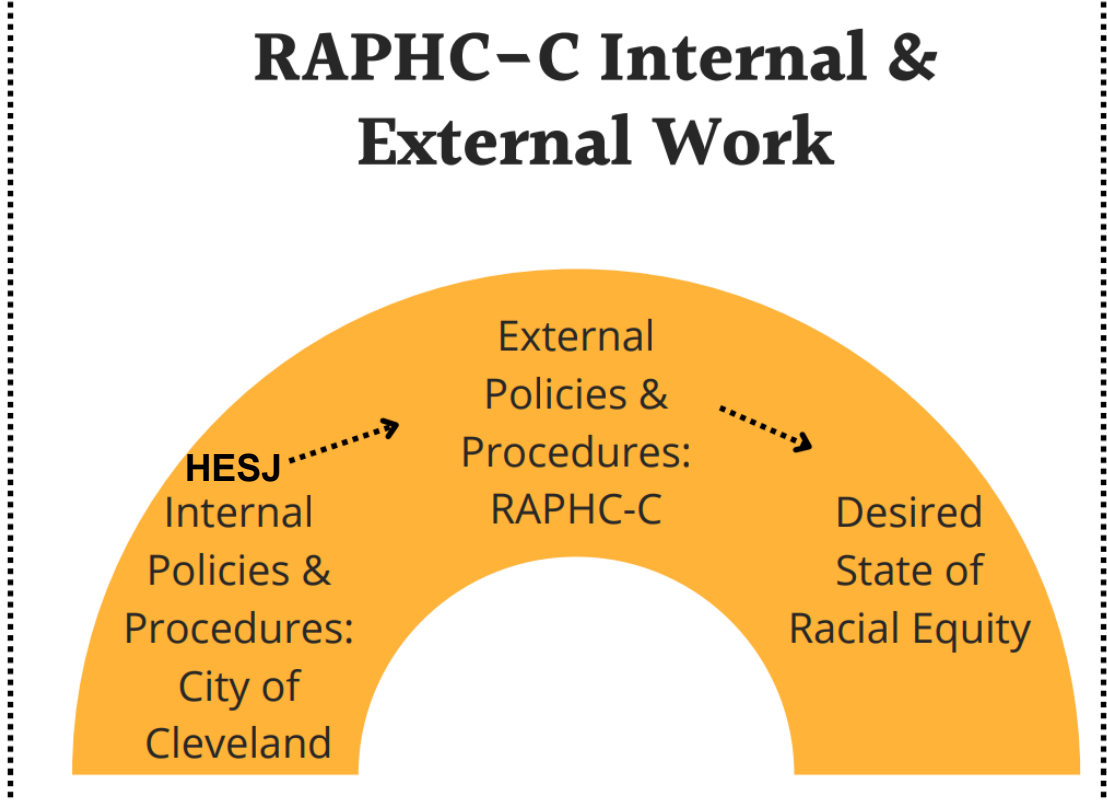 RAPHC-C Internal &
External Work
HESJ
Internal
Policies &
Procedures:
City of
Cleveland
External
Policies &
Procedures:
RAPHC-C
Desired
State of
Racial Equity